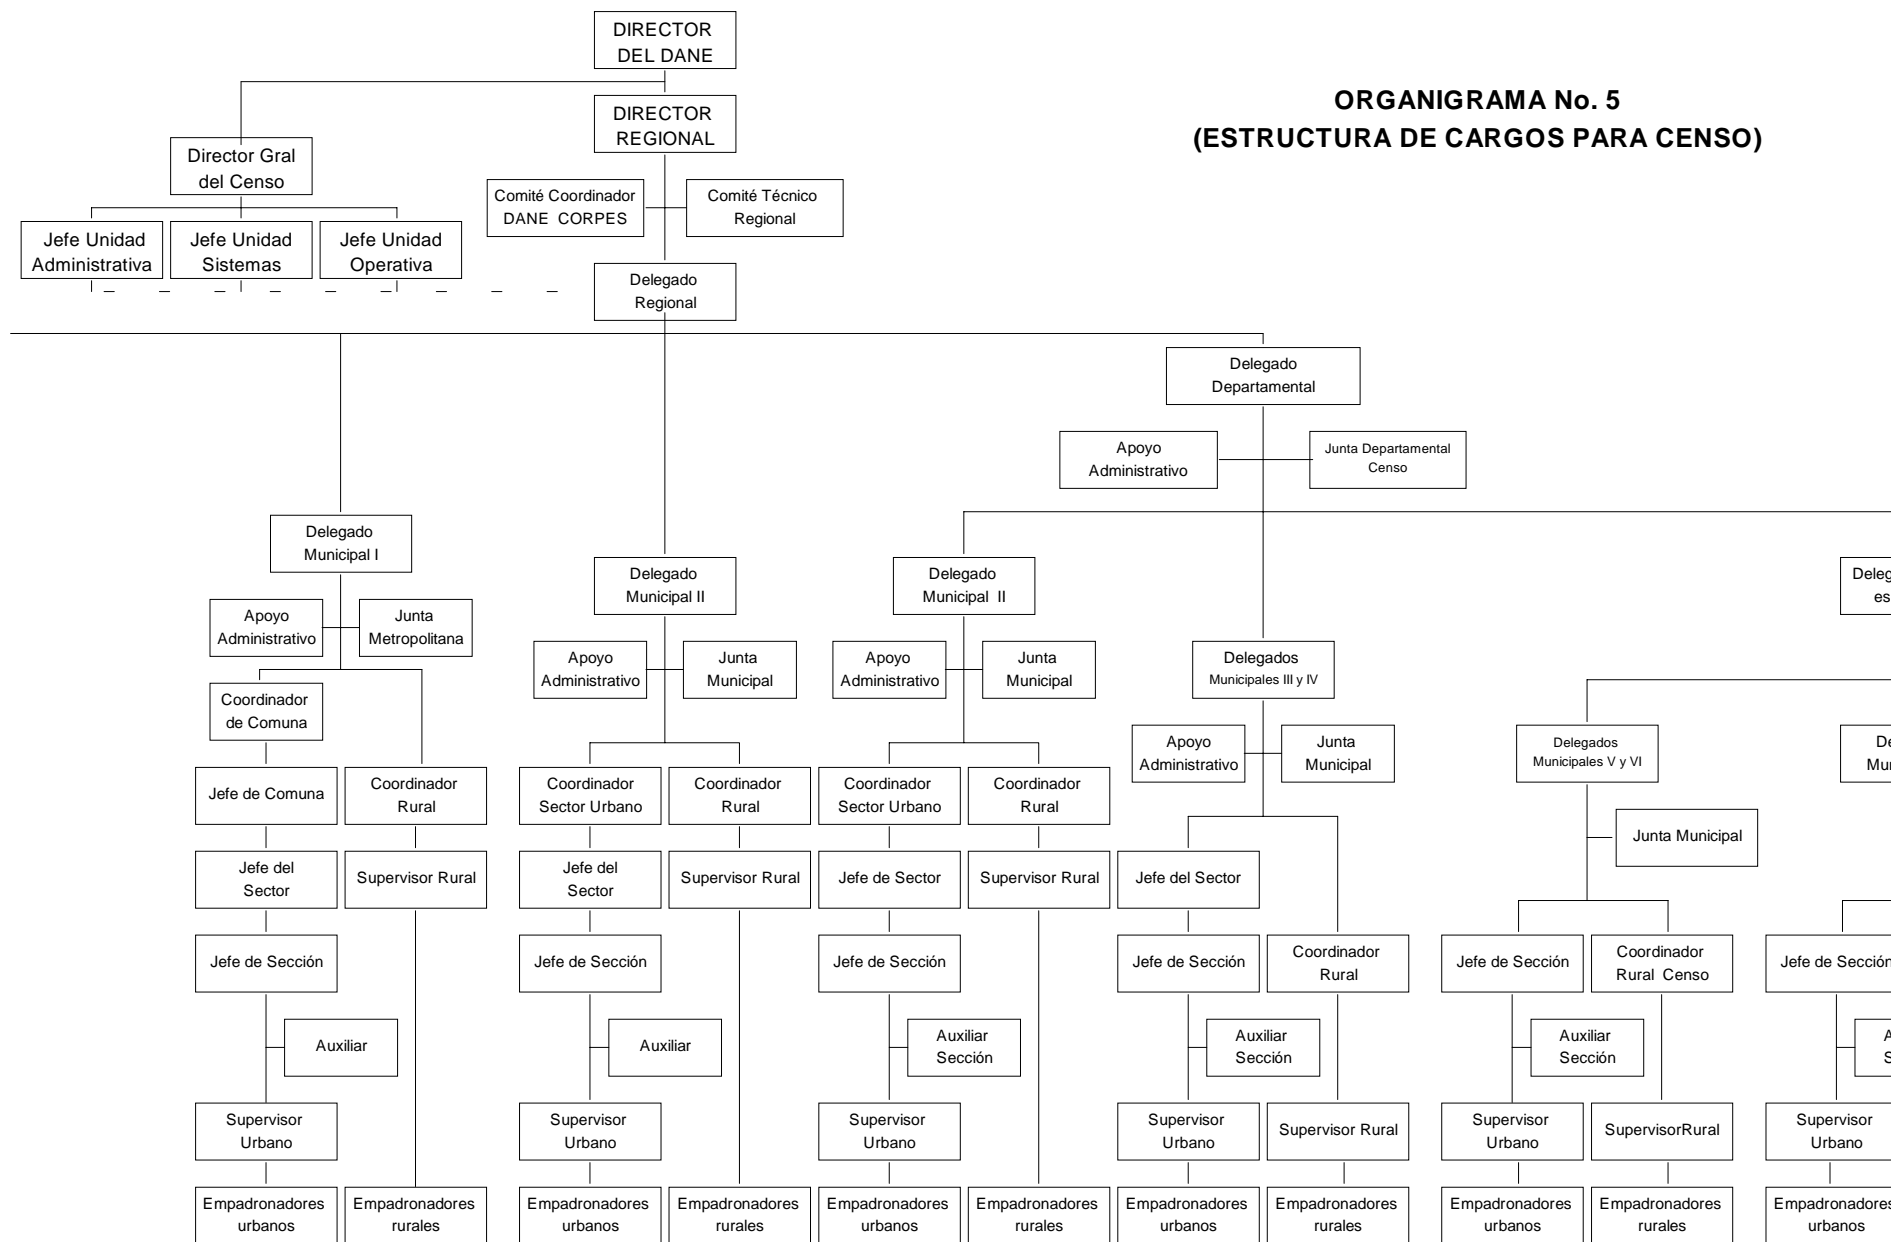 DIRECTOR
DEL DANE
ORGANIGRAMA No. 5
(ESTRUCTURA DE CARGOS PARA CENSO)
DIRECTOR
REGIONAL
Director Gral
del Censo
Comité Coordinador
DANE CORPES
Comité Técnico
Regional
Jefe Unidad
Administrativa
Jefe Unidad
Sistemas
Jefe Unidad
Operativa
Delegado
Regional
Delegado
Departamental
Apoyo
Administrativo
Junta Departamental
Censo
Delegado
Municipal I
Delegado
Municipal II
Delegado
Municipal II
Deleg
es
Apoyo
Administrativo
Junta
Metropolitana
Apoyo
Administrativo
Junta
Municipal
Apoyo
Administrativo
Junta
Municipal
Delegados
Municipales III y IV
Coordinador
de Comuna
Apoyo
Administrativo
Junta
Municipal
Delegados
Municipales V y VI
De
Mun
Jefe de Comuna
Coordinador
Rural
Coordinador
Sector Urbano
Coordinador
Rural
Coordinador
Sector Urbano
Coordinador
Rural
Junta Municipal
Jefe del
Sector
Supervisor Rural
Jefe del
Sector
Supervisor Rural
Jefe de Sector
Supervisor Rural
Jefe del Sector
Jefe de Sección
Jefe de Sección
Jefe de Sección
Jefe de Sección
Coordinador
Rural
Jefe de Sección
Coordinador
Rural Censo
Jefe de Sección
Auxiliar
Auxiliar
Auxiliar
Sección
Auxiliar
Sección
Auxiliar
Sección
A
S
Supervisor
Urbano
Supervisor
Urbano
Supervisor
Urbano
Supervisor
Urbano
Supervisor Rural
Supervisor
Urbano
SupervisorRural
Supervisor
Urbano
Empadronadores
urbanos
Empadronadores
rurales
Empadronadores
urbanos
Empadronadores
rurales
Empadronadores
urbanos
Empadronadores
rurales
Empadronadores
urbanos
Empadronadores
rurales
Empadronadores
urbanos
Empadronadores
rurales
Empadronadores
urbanos